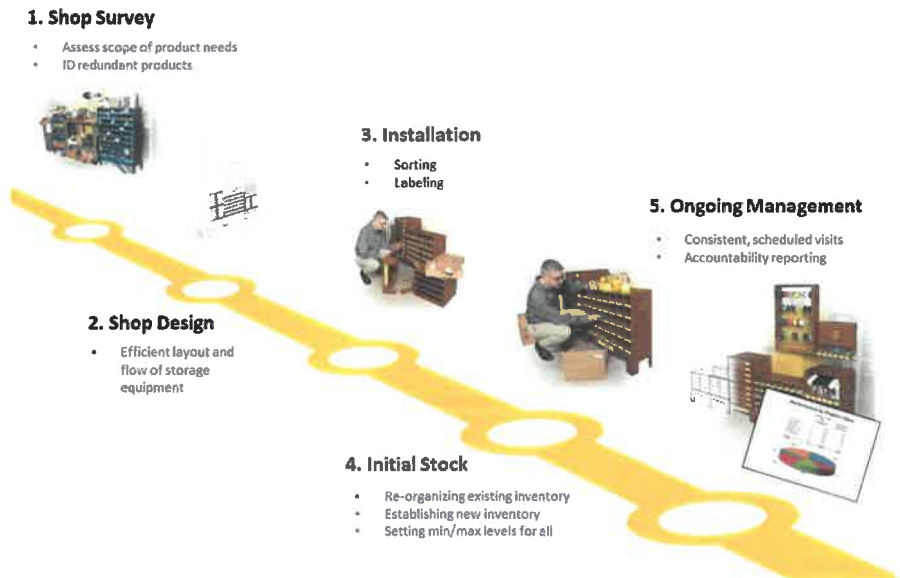 1. Shop Survey
• Assess scope of product needs
• ID redundant products
3. Installation
• Sorting
• Labeling
5. Ongoing Management
• Consistent, scheduled visits
• Accountability reporting
2. Shop Design
• Efficient layout and
flow of storage
equipment
4. Initial Stock
• Re-organizing existing inventory
• Establishing new inventory
• Setting min/max levels for all